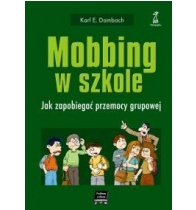 Karl E. Dambach
Mobbing
w szkole
Jak zapobiegać przemocy grupowej